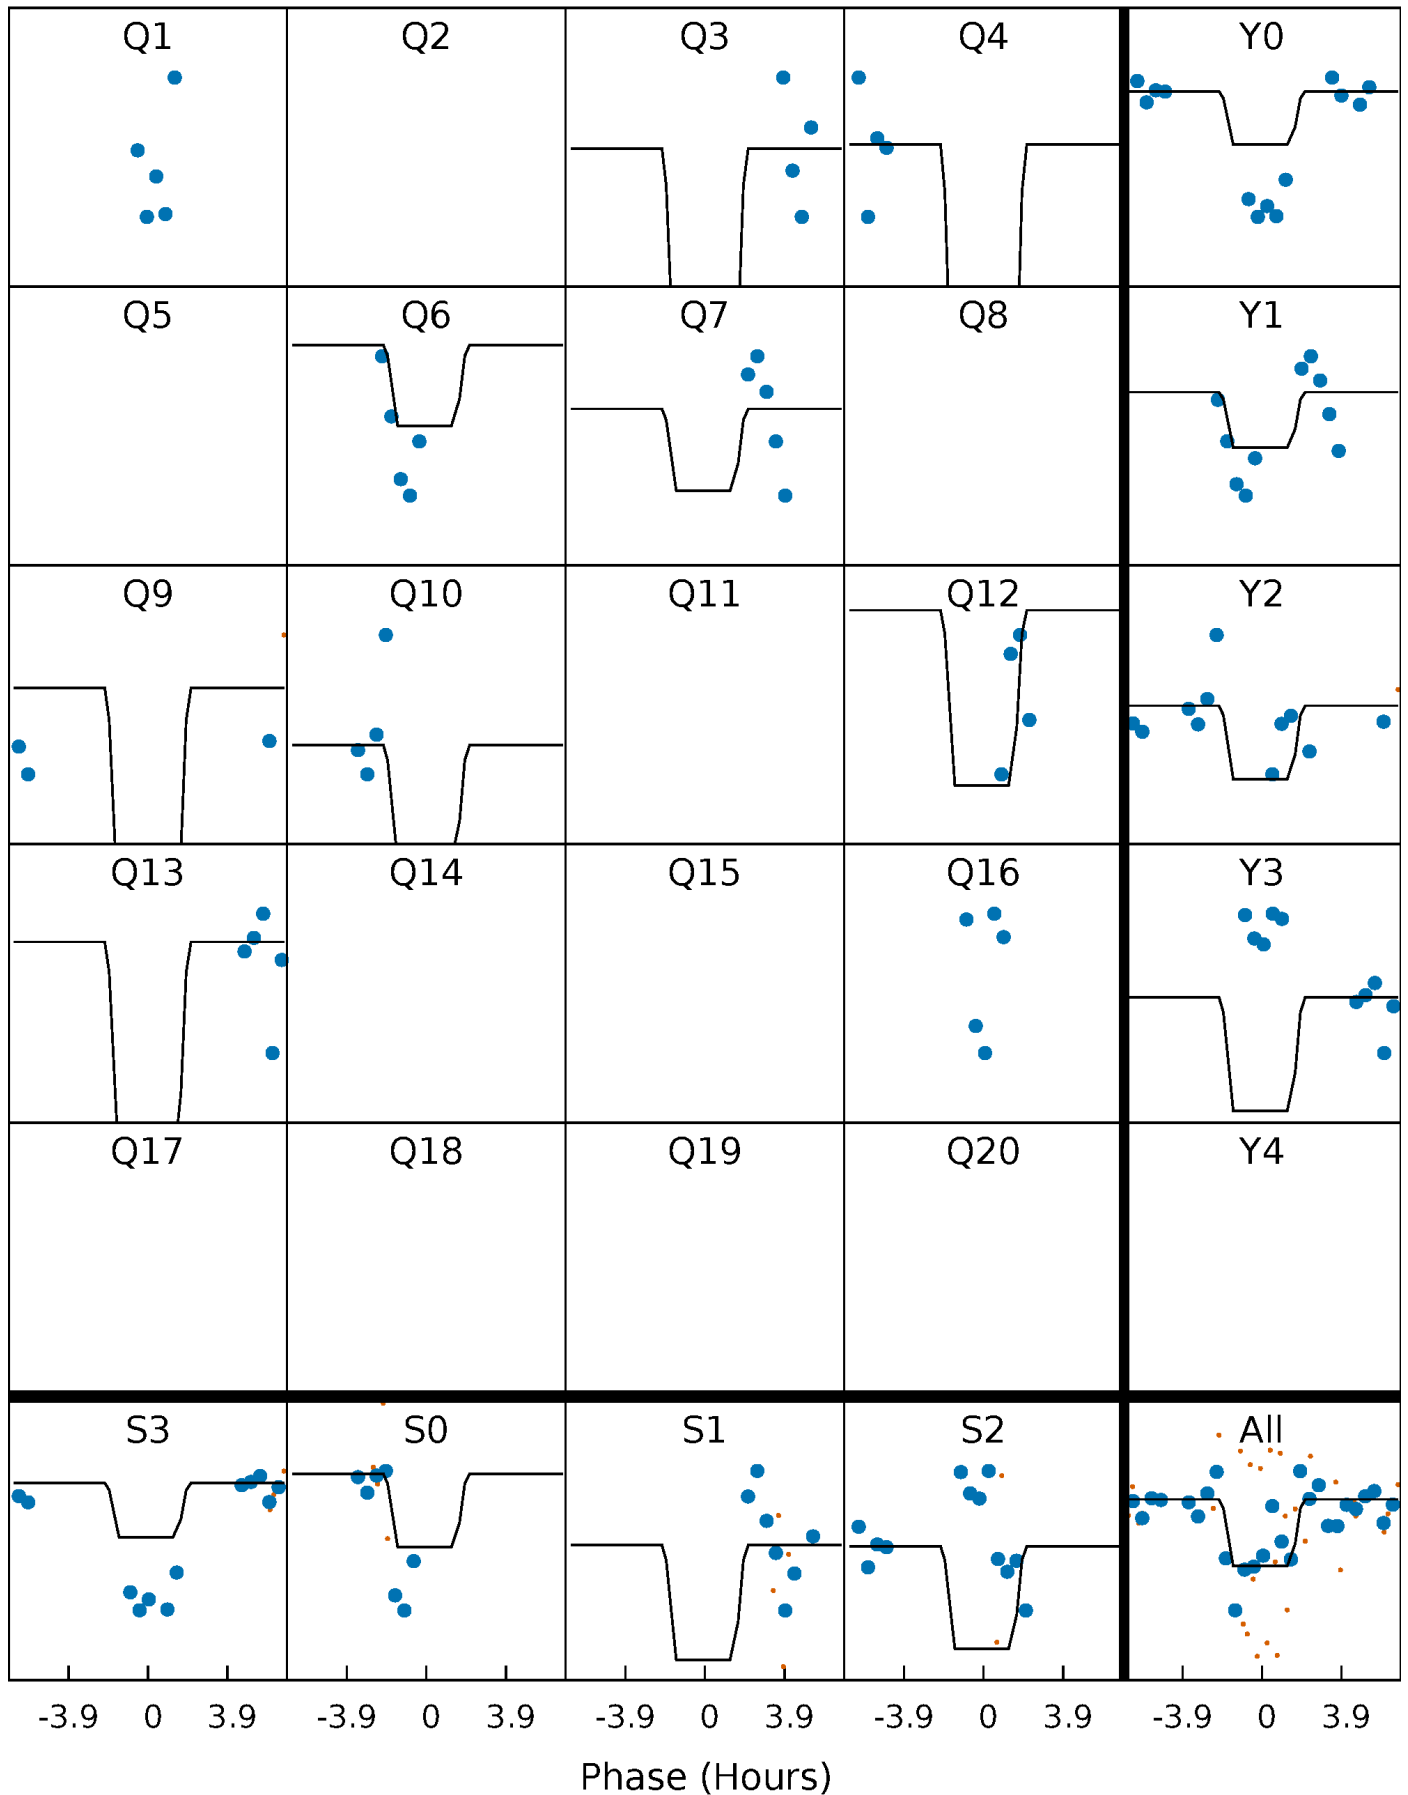 Q1 Q2 Q3 Q4 Y0
Q5 Q6 Q7 Q8 Y1
Q9 Q10 Q11 Q12 Y2
Q13 Q14 Q15 Q16 Y3
Q17 Q18 Q19 Q20 Y4
S3 S0 S1 S2 All
-3.9 0 3.9 -3.9 0 3.9 -3.9 0 3.9 -3.9 0 3.9 -3.9 0 3.9
Phase (Hours)